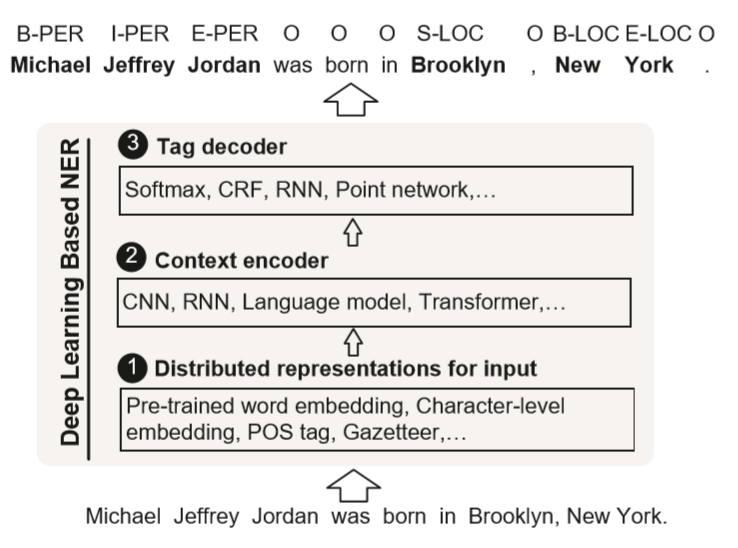 B-PER I-PER E-PER O O O S-LOC O B-LOC E-LOC O
Michael Jeffrey Jordan was born in Brooklyn , New York .
Deep Learning Based NER
3 Tag decoder
Softmax, CRF, RNN, Point network,...
2 Context encoder
CNN, RNN, Language model, Transformer,...
1 Distributed representations for input
Pre-trained word embedding, Character-level
embedding, POS tag, Gazetteer,...
Michael Jeffrey Jordan was born in Brooklyn, New York.